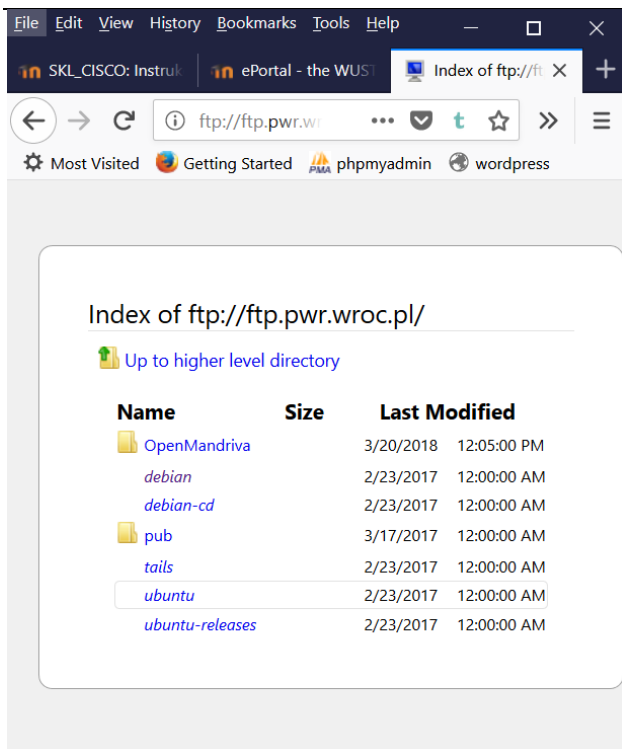 File Edit View History Bookmarks Tools Help
SKL_CISCO: Instruk ePortal - the WUST Index of ftp://ft
ftp://ftp.pwr.wr t
Most Visited Getting Started PMA phpmyadmin wordpress
Index of ftp://ftp.pwr.wroc.pl/
Up to higher level directory
Name Size Last Modified
OpenMandriva 3/20/2018 12:05:00 PM
debian 2/23/2017 12:00:00 AM
debian-cd 2/23/2017 12:00:00 AM
pub 3/17/2017 12:00:00 AM
tails 2/23/2017 12:00:00 AM
ubuntu 2/23/2017 12:00:00 AM
ubuntu-releases 2/23/2017 12:00:00 AM